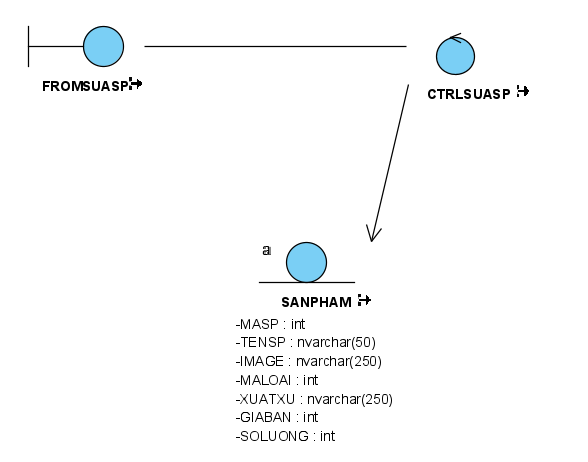 FROMSUASP
CTRLSUASP
a
SANPHAM
-MASP : int
-TENSP : nvarchar(50)
-IMAGE : nvarchar(250)
-MALOAI : int
-XUATXU : nvarchar(250)
-GIABAN : int
-SOLUONG : int